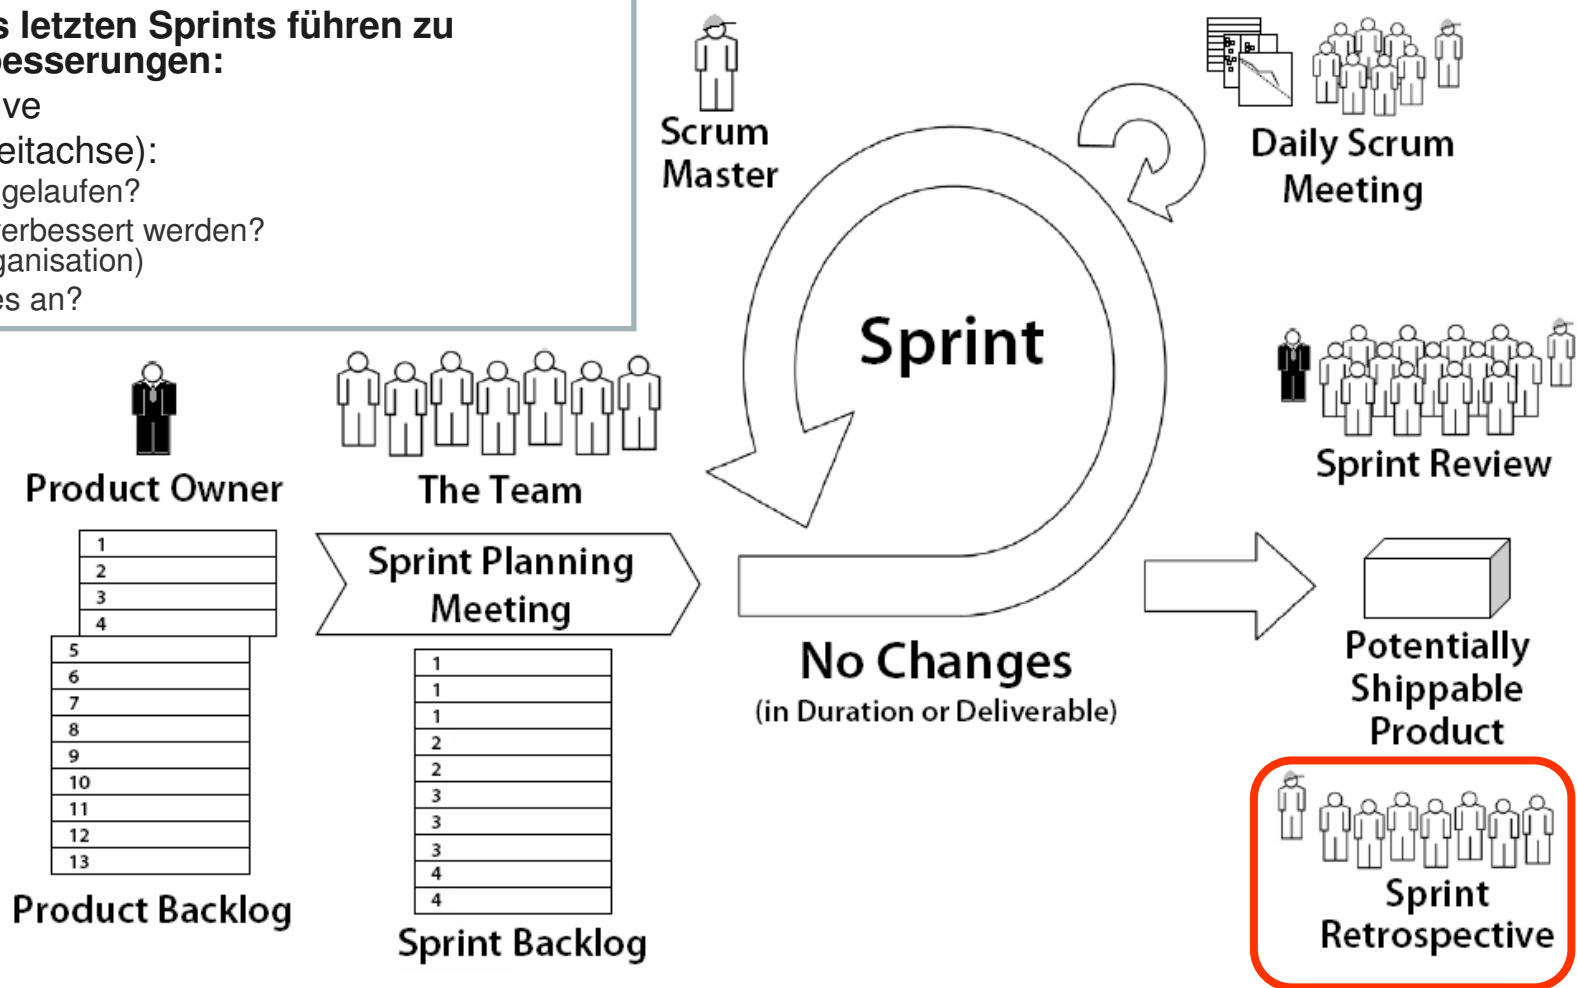 s letzten Sprints führen zu
besserungen:
ve
eitachse):
gelaufen?
verbessert werden?
ganisation)
es an?
Scrum
Master
Daily Scrum
Meeting
Sprint
Product Owner
The Team
Sprint Review
1
2
3
4
5
6
7
8
9
10
11
12
13
Product Backlog
Sprint Planning
Meeting
1
1
1
2
2
3
3
3
4
4
Sprint Backlog
No Changes
(in Duration or Deliverable)
Potentially
Shippable
Product
Sprint
Retrospective